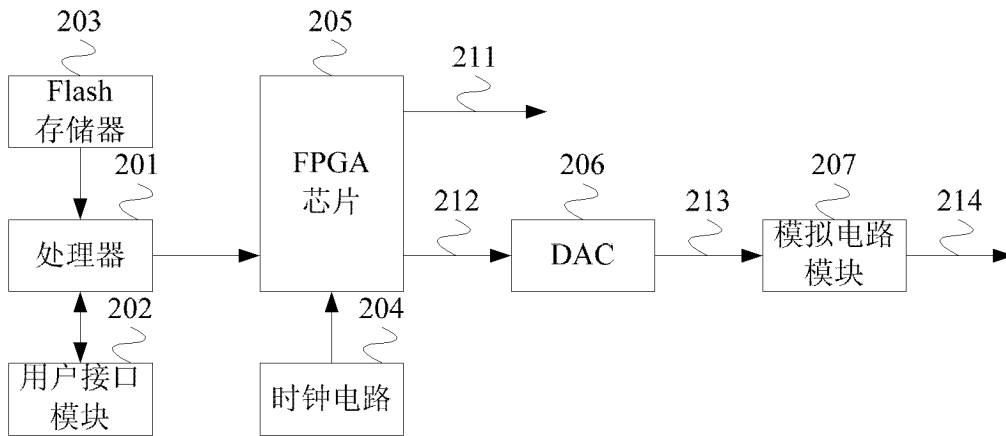 203
205
211
Flash
存储器
201
FPGA
芯片
206
207
212
213
214
处理器
DAC
模拟电路
模块
202
204
用户接口
模块
时钟电路